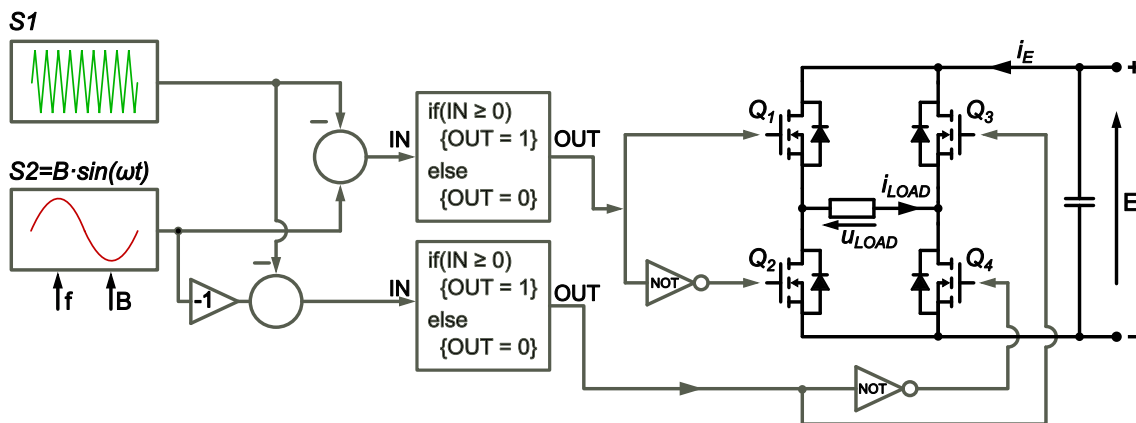 S1
S2=B·sin(ωt)
f
B
-1
−
−
IN
if(IN ≥ 0)
{OUT = 1}
else
{OUT = 0}
OUT
IN
if(IN ≥ 0)
{OUT = 1}
else
{OUT = 0}
OUT
NOT
NOT
Q1
Q2
Q3
Q4
iLOAD
uLOAD
iE
+
E
−